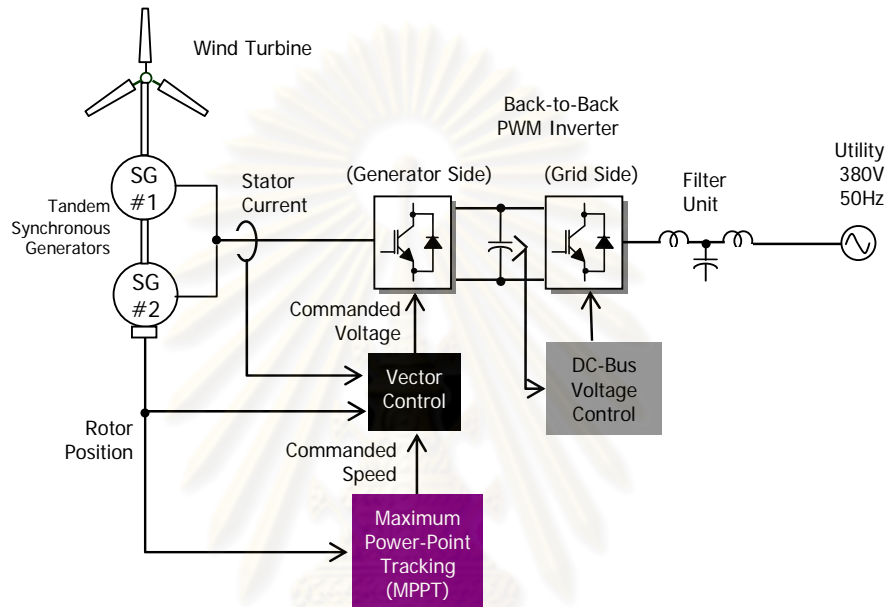 Wind Turbine
Back-to-Back
PWM Inverter
Utility
380V
50Hz
(Generator Side)
(Grid Side)
Filter
Unit
Stator
Current
SG
#1
Tandem
Synchronous
Generators
SG
#2
Commanded
Voltage
Vector
Control
DC-Bus
Voltage
Control
Rotor
Position
Commanded
Speed
Maximum
Power-Point
Tracking
(MPPT)